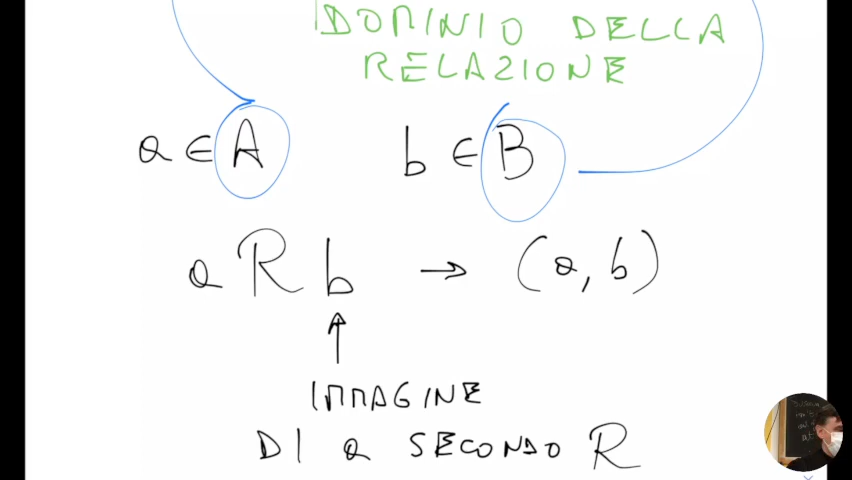 DOMINIO DELLA
RELAZIONE
a ∈ A b ∈ B
a R b → (a, b)
↑
IMMAGINE
DI a SECONDO R